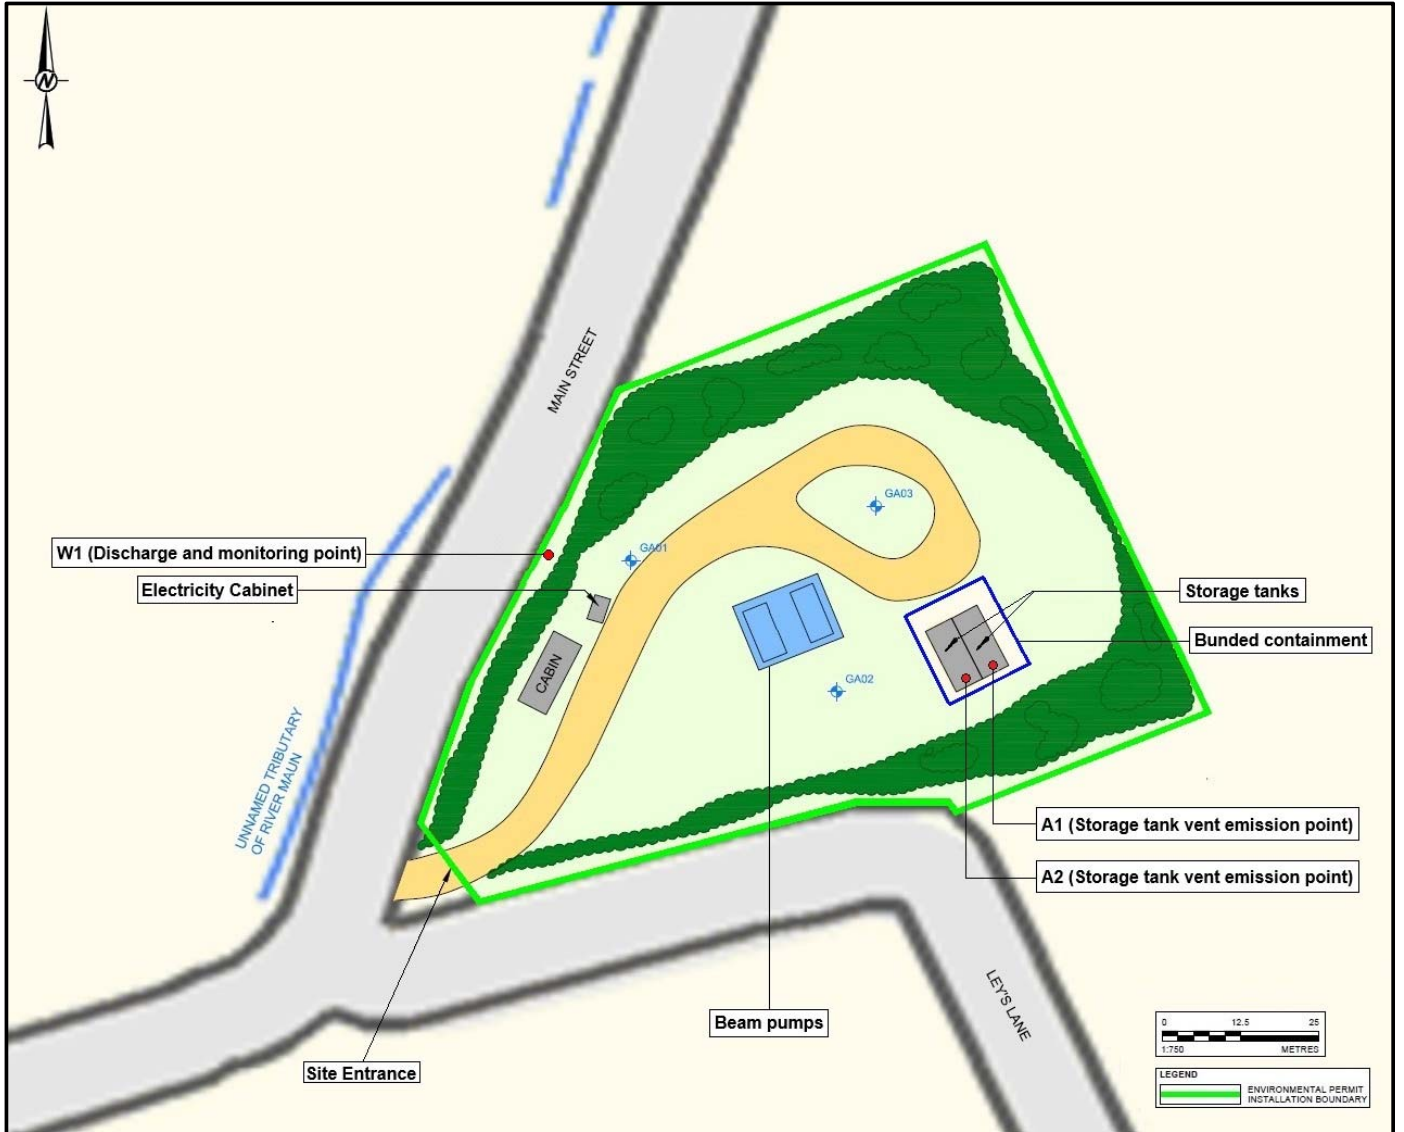 N
MAIN STREET
GA03
GA01
W1 (Discharge and monitoring point)
Electricity Cabinet
Storage tanks
Bunded containment
CABIN
GA02
UNNAMED TRIBUTARY
OF RIVER MAUN
A1 (Storage tank vent emission point)
A2 (Storage tank vent emission point)
LEY'S LANE
Beam pumps
Site Entrance
0 12.5 25
1:750 METRES
LEGEND
ENVIRONMENTAL PERMIT
INSTALLATION BOUNDARY